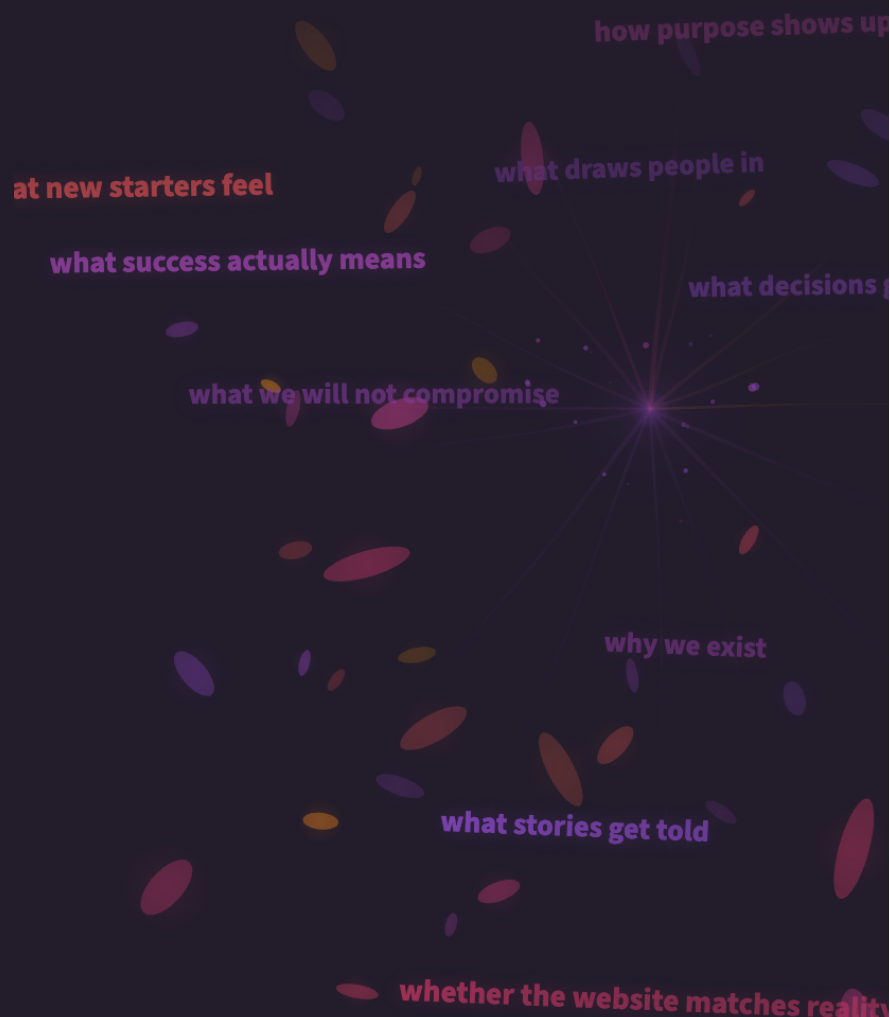 how purpose shows up
what draws people in
at new starters feel
what success actually means
what decisions g
what we will not compromise
why we exist
what stories get told
whether the website matches reality